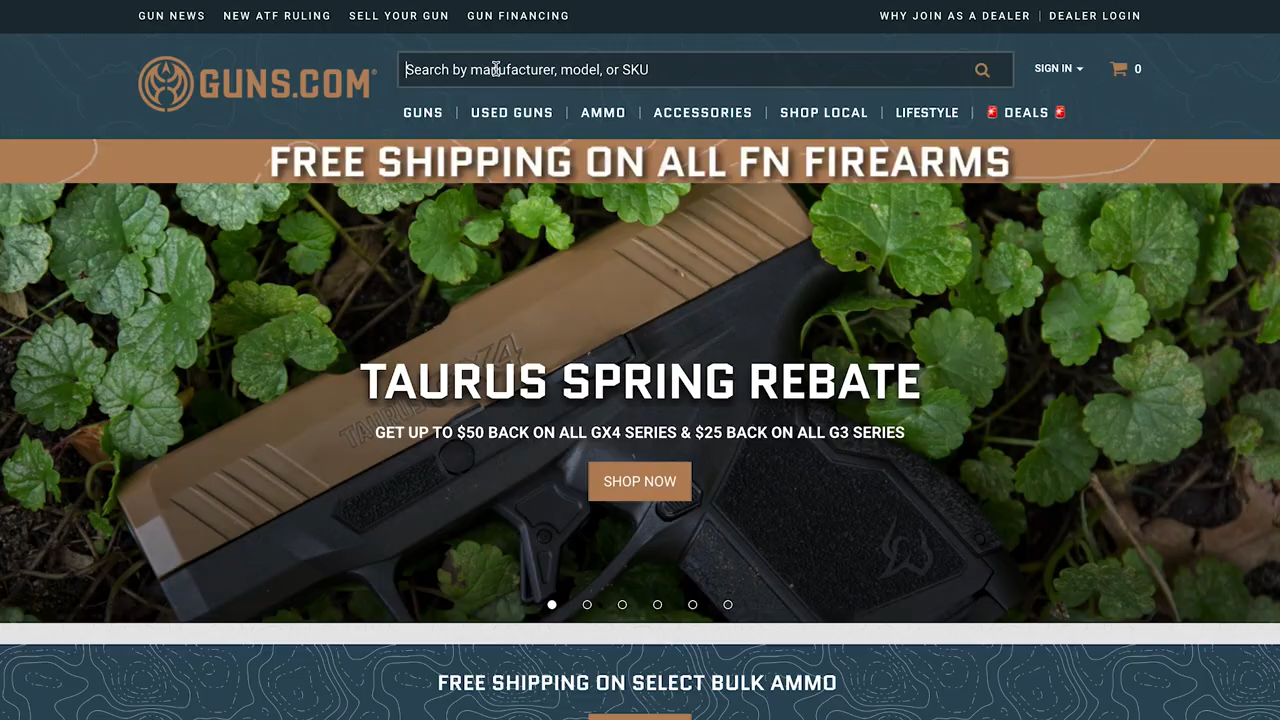 GUN NEWS NEW ATF RULING SELL YOUR GUN GUN FINANCING WHY JOIN AS A DEALER | DEALER LOGIN
GUNS.COM®
Search by manufacturer, model, or SKU
SIGN IN 0
GUNS | USED GUNS | AMMO | ACCESSORIES | SHOP LOCAL | LIFESTYLE | 🚨 DEALS 🚨
FREE SHIPPING ON ALL FN FIREARMS
TAURUS GX4
TAURUS SPRING REBATE
GET UP TO $50 BACK ON ALL GX4 SERIES & $25 BACK ON ALL G3 SERIES
SHOP NOW
FREE SHIPPING ON SELECT BULK AMMO